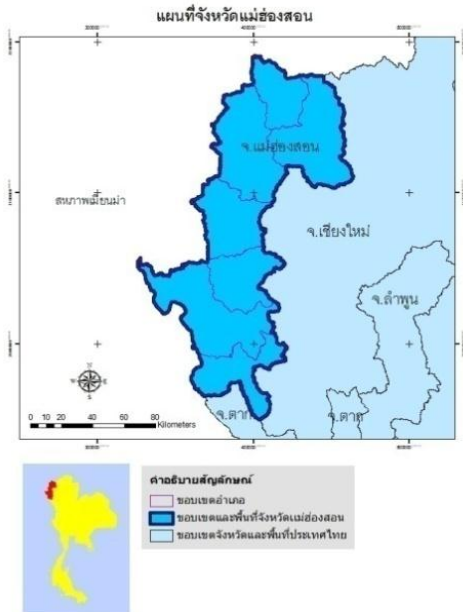 แผนที่จังหวัดแม่ฮ่องสอน
จ.แม่ฮ่องสอน
สหภาพเมียนม่า
จ.เชียงใหม่
จ.ลำพูน
จ.ตาก
จ.ตาก
N
W E
S
0 10 20 40 60 80
Kilometers
คำอธิบายสัญลักษณ์
ขอบเขตอำเภอ
ขอบเขตและพื้นที่จังหวัดแม่ฮ่องสอน
ขอบเขตจังหวัดและพื้นที่ประเทศไทย